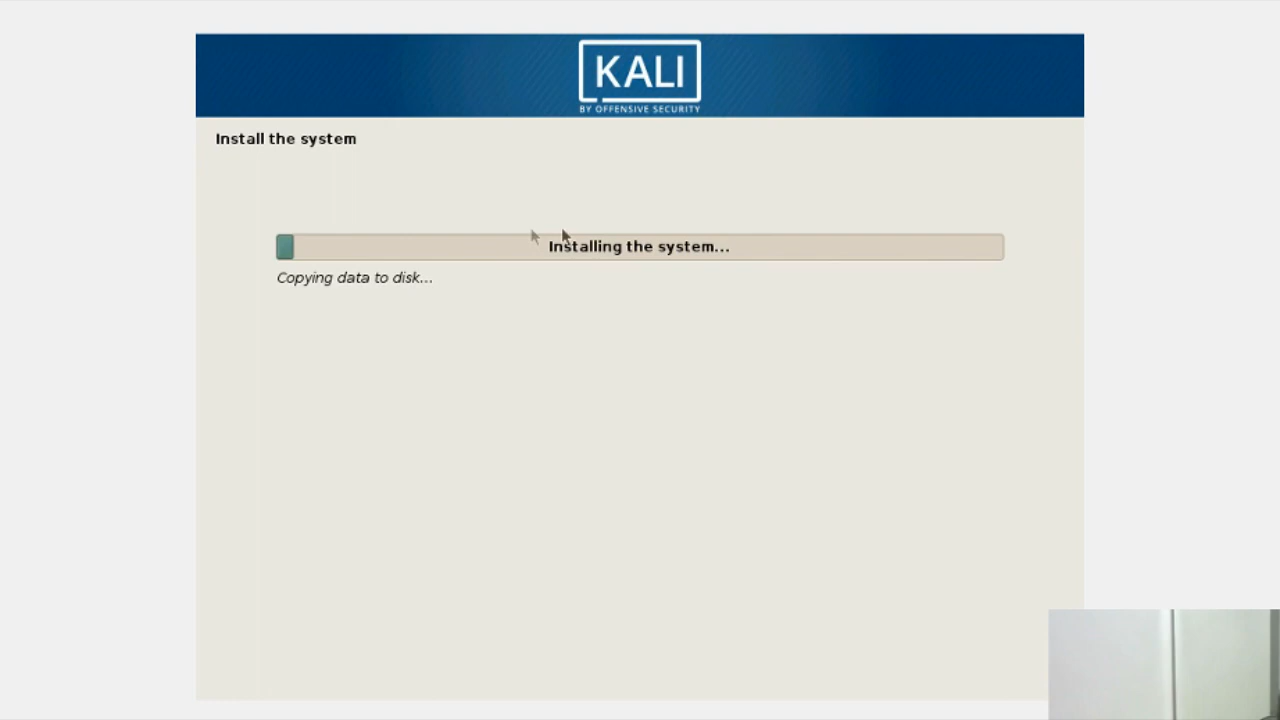 KALI
BY OFFENSIVE SECURITY
Install the system
Installing the system...
Copying data to disk...